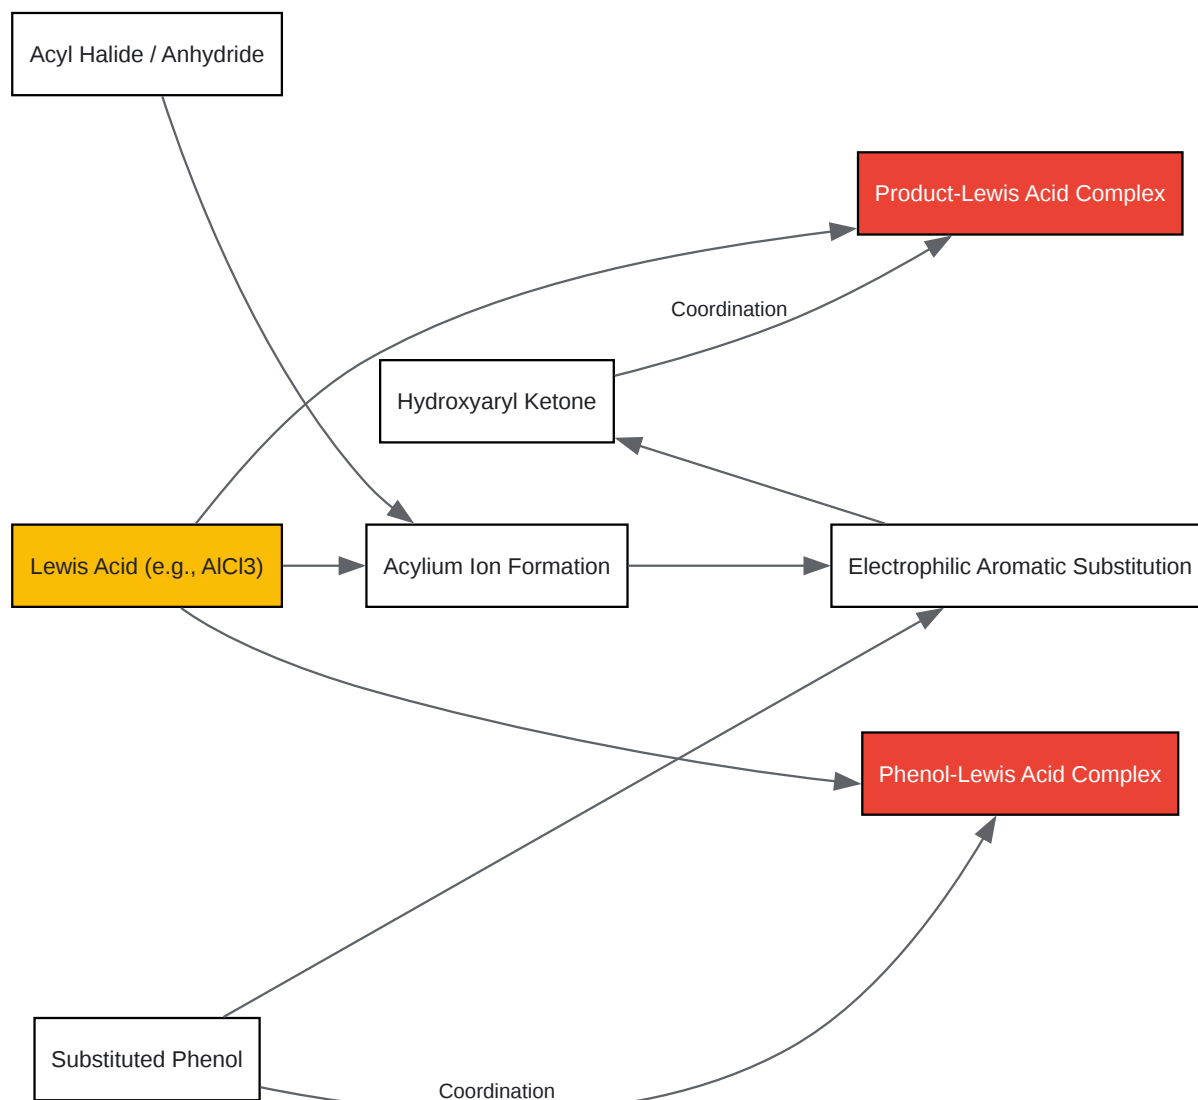 Acyl Halide / Anhydride
Product-Lewis Acid Complex
Coordination
Hydroxyaryl Ketone
Lewis Acid (e.g., AlCl3)
Acylium Ion Formation
Electrophilic Aromatic Substitution
Phenol-Lewis Acid Complex
Substituted Phenol
Coordination